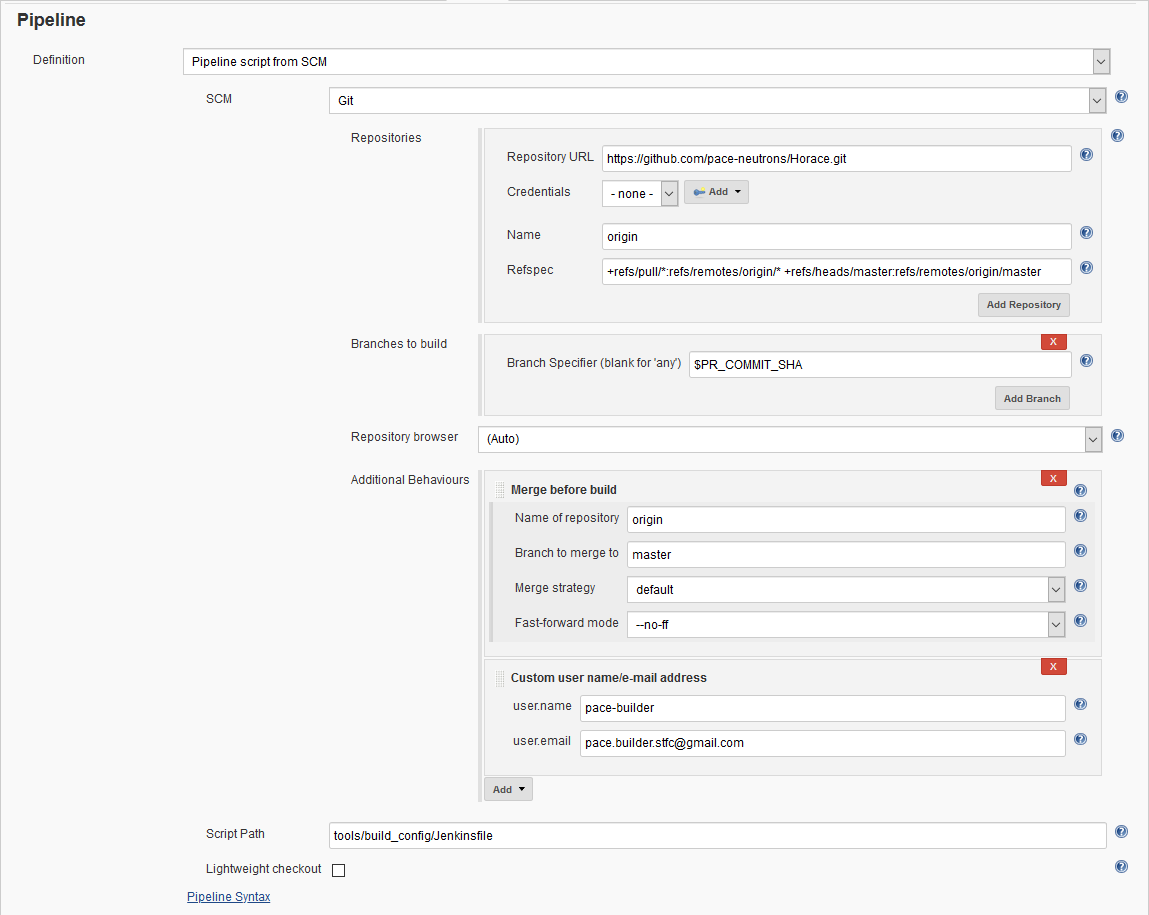 Pipeline
Definition
Pipeline script from SCM
SCM
Git
Repositories
Repository URL
https://github.com/pace-neutrons/Horace.git
Credentials
- none -
Add
Name
origin
Refspec
+refs/pull/*:refs/remotes/origin/* +refs/heads/master:refs/remotes/origin/master
Add Repository
Branches to build
X
Branch Specifier (blank for 'any')
$PR_COMMIT_SHA
Add Branch
Repository browser
(Auto)
Additional Behaviours
X
Merge before build
Name of repository
origin
Branch to merge to
master
Merge strategy
default
Fast-forward mode
--no-ff
X
Custom user name/e-mail address
user.name
pace-builder
user.email
pace.builder.stfc@gmail.com
Add
Script Path
tools/build_config/Jenkinsfile
Lightweight checkout
Pipeline Syntax